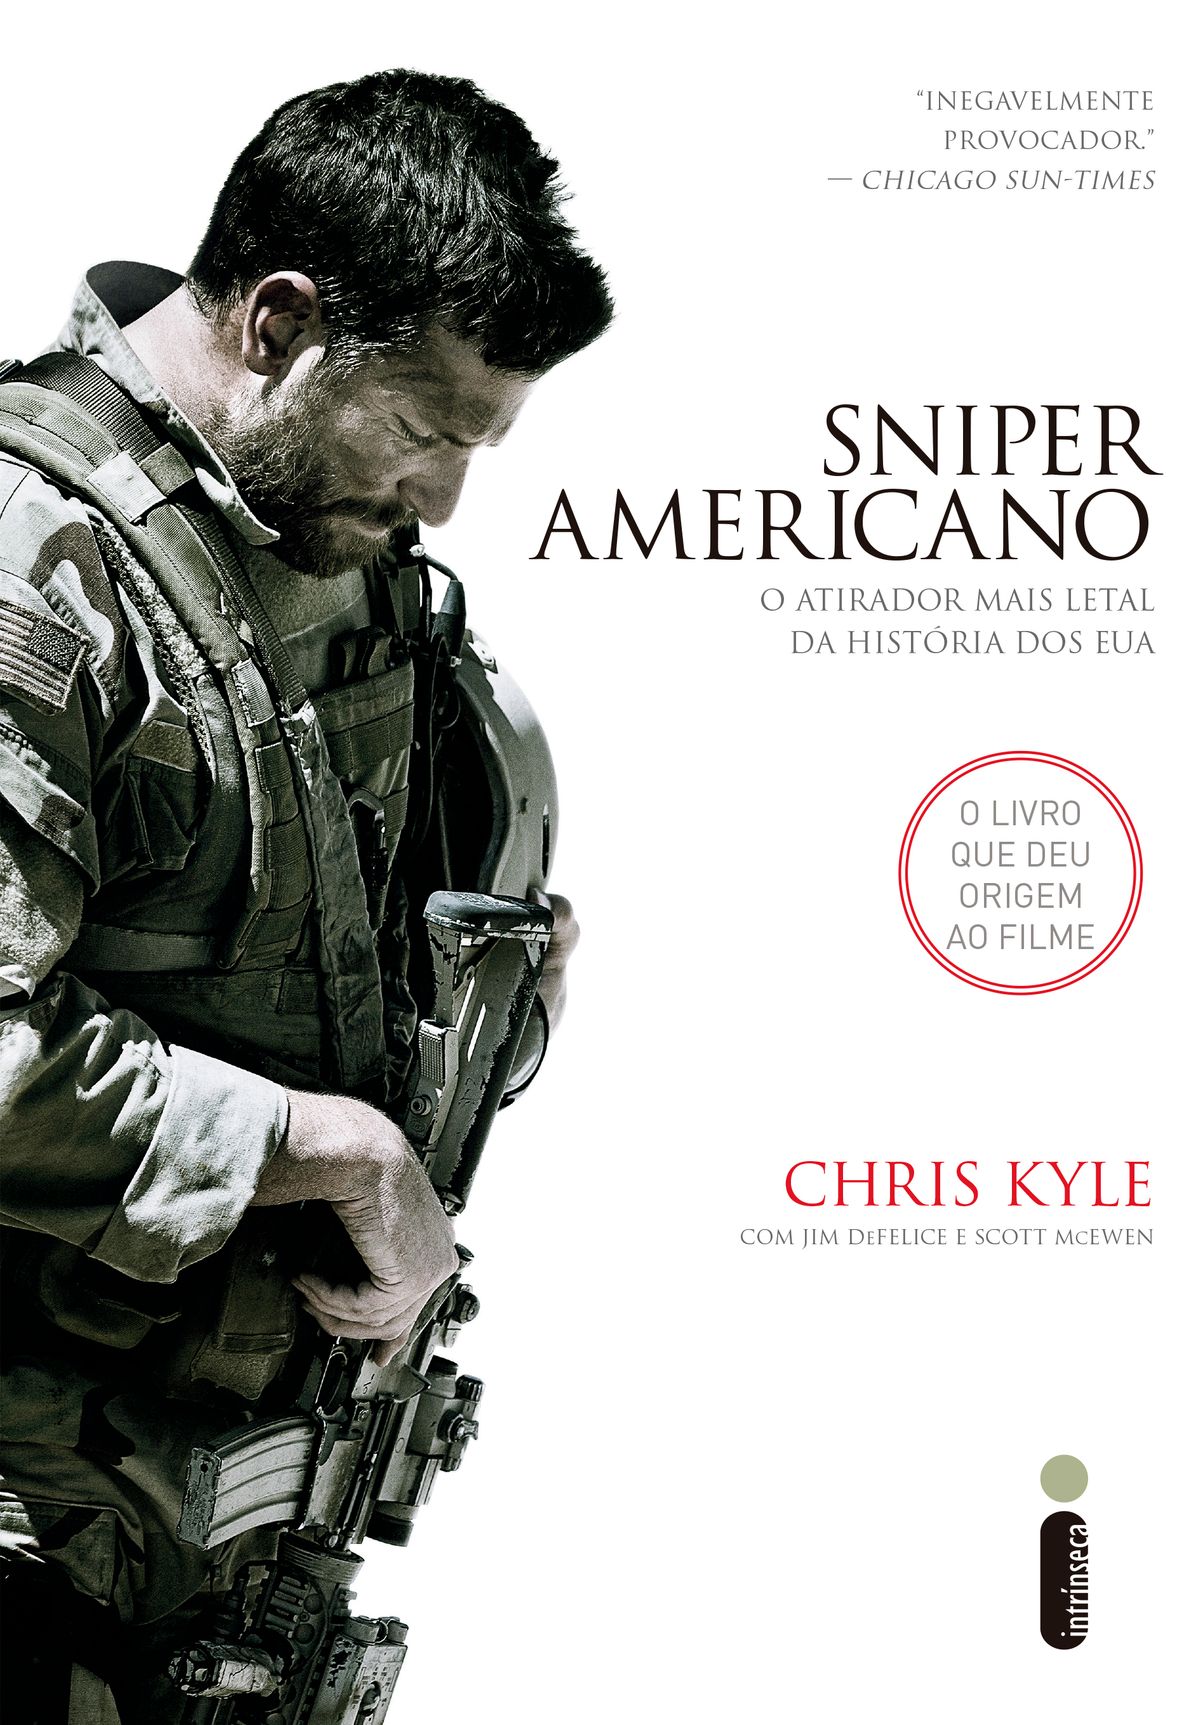 “INEGAVELMENTE
PROVOCADOR.”
— CHICAGO SUN-TIMES
SNIPER
AMERICANO
O ATIRADOR MAIS LETAL
DA HISTÓRIA DOS EUA
O LIVRO
QUE DEU
ORIGEM
AO FILME
CHRIS KYLE
COM JIM DeFELICE E SCOTT McEWEN
intrínseca